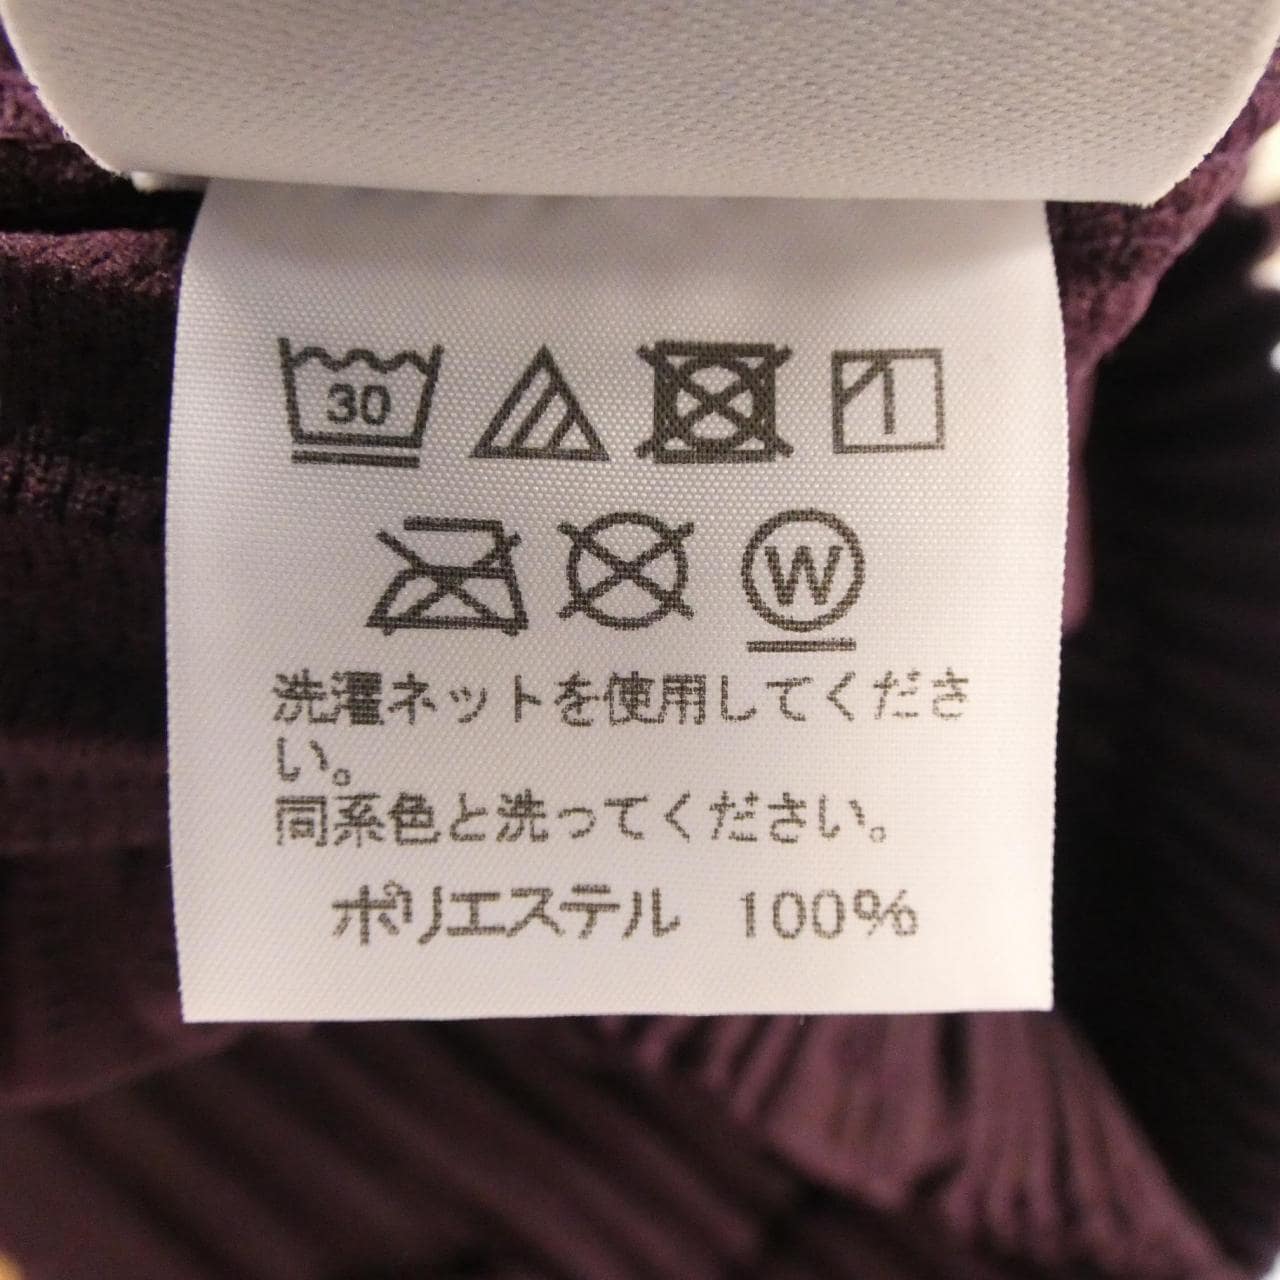 30
W
洗濯ネットを使用してくださ
い。
同系色と洗ってください。
ポリエステル 100%